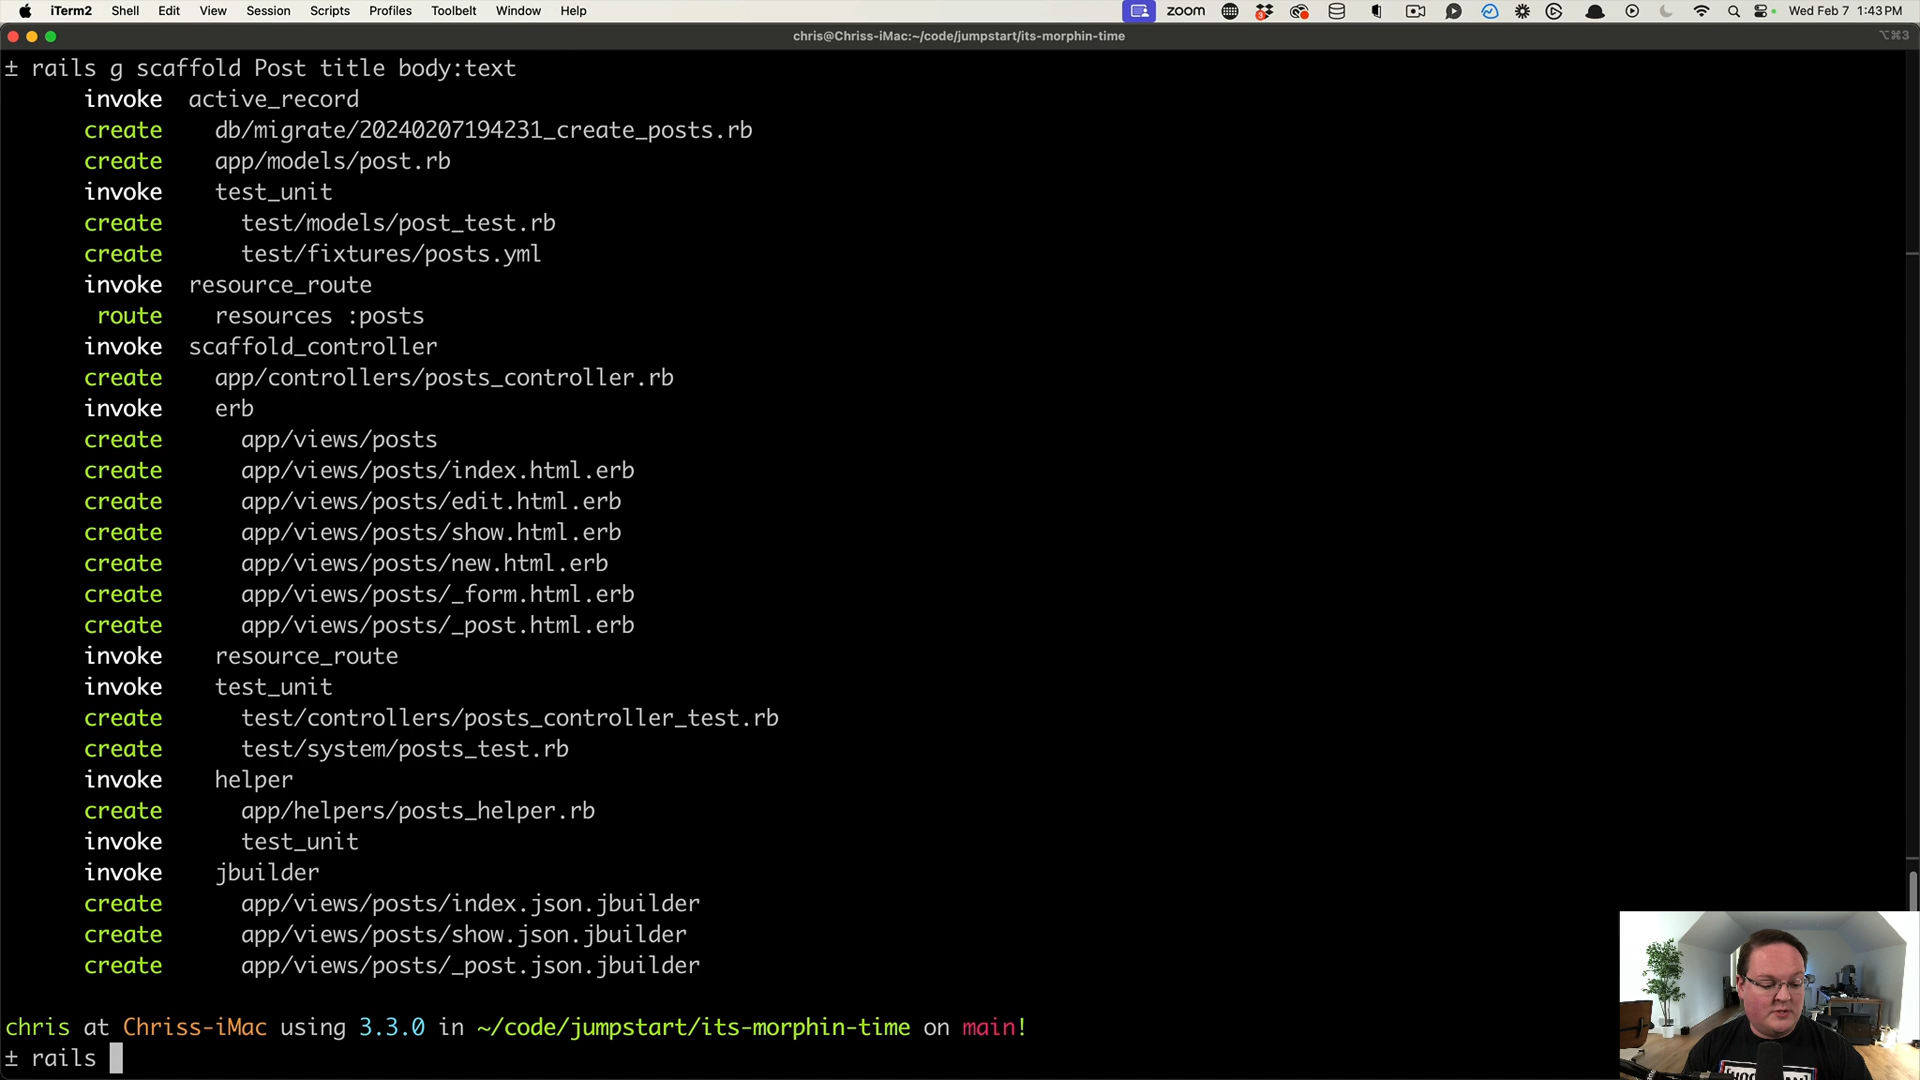 iTerm2 Shell Edit View Session Scripts Profiles Toolbelt Window Help zoom Wed Feb 7 1:43 PM
chris@Chriss-iMac:~/code/jumpstart/its-morphin-time ⌥⌘3
± rails g scaffold Post title body:text
invoke active_record
create db/migrate/20240207194231_create_posts.rb
create app/models/post.rb
invoke test_unit
create test/models/post_test.rb
create test/fixtures/posts.yml
invoke resource_route
route resources :posts
invoke scaffold_controller
create app/controllers/posts_controller.rb
invoke erb
create app/views/posts
create app/views/posts/index.html.erb
create app/views/posts/edit.html.erb
create app/views/posts/show.html.erb
create app/views/posts/new.html.erb
create app/views/posts/_form.html.erb
create app/views/posts/_post.html.erb
invoke resource_route
invoke test_unit
create test/controllers/posts_controller_test.rb
create test/system/posts_test.rb
invoke helper
create app/helpers/posts_helper.rb
invoke test_unit
invoke jbuilder
create app/views/posts/index.json.jbuilder
create app/views/posts/show.json.jbuilder
create app/views/posts/_post.json.jbuilder
chris at Chriss-iMac using 3.3.0 in ~/code/jumpstart/its-morphin-time on main!
± rails